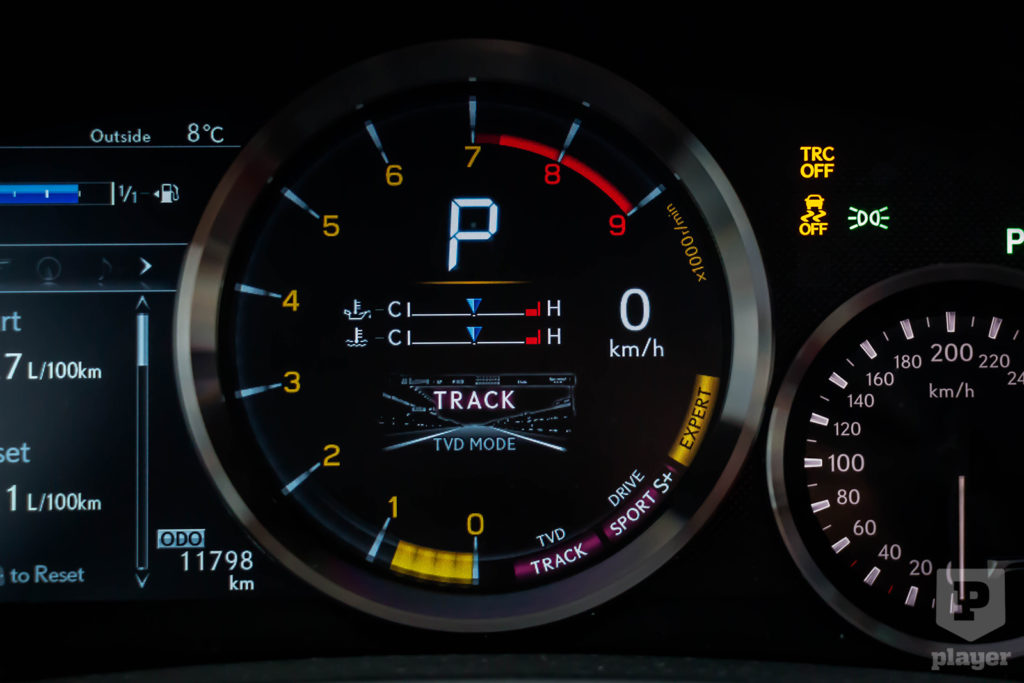 Outside 8°C
1/1
rt
7 L/100km
set
1 L/100km
to Reset
ODO
11798
km
0
1
2
3
4
5
6
7
8
9
×1000r/min
P
C H
C H
0
km/h
TRACK
TVD MODE
EXPERT
DRIVE
SPORT S+
TVD
TRACK
TRC
OFF
OFF
P
20
40
60
80
100
120
140
160
180
200
220
24
km/h
P
player